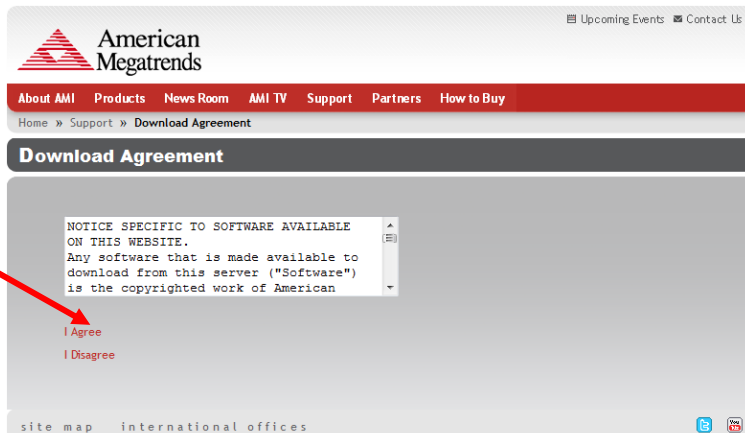 Upcoming Events Contact Us
American
Megatrends
About AMI Products News Room AMI TV Support Partners How to Buy
Home » Support » Download Agreement
Download Agreement
NOTICE SPECIFIC TO SOFTWARE AVAILABLE
ON THIS WEBSITE.
Any software that is made available to
download from this server ("Software")
is the copyrighted work of American
I Agree
I Disagree
site map international offices
You